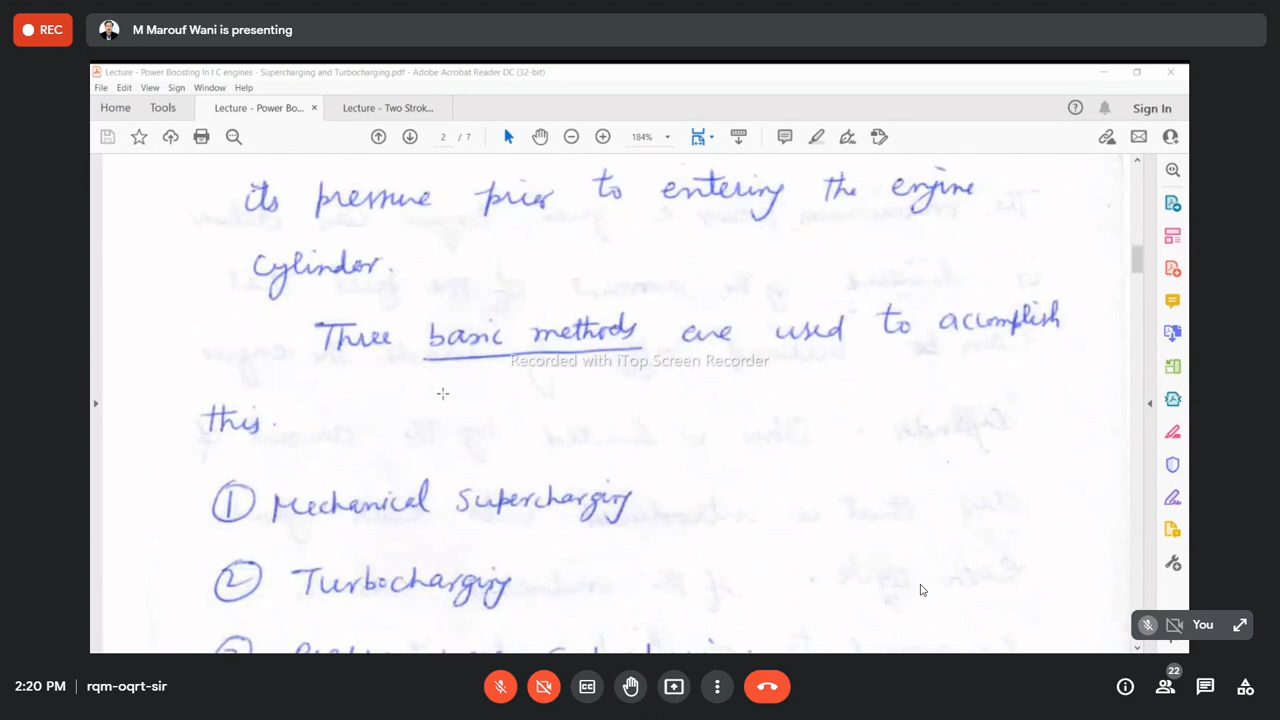 REC
M Marouf Wani is presenting
Lecture - Power Boosting In I C engines - Supercharging and Turbocharging.pdf - Adobe Acrobat Reader DC (32-bit)
File Edit View Sign Window Help
Home Tools Lecture - Power Bo... × Lecture - Two Strok... Sign In
2 / 7 184%
its pressure prior to entering the engine
cylinder.
Three basic methods are used to accomplish
Recorded with iTop Screen Recorder
this.
① Mechanical Supercharging
② Turbocharging
You
2:20 PM rqm-oqrt-sir
22